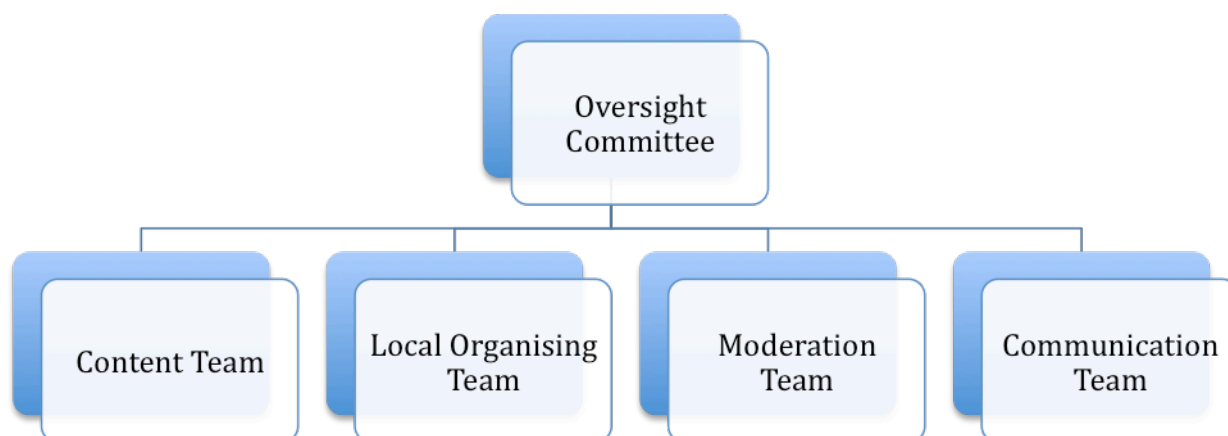 Oversight
Committee
Content Team
Local Organising
Team
Moderation
Team
Communication
Team